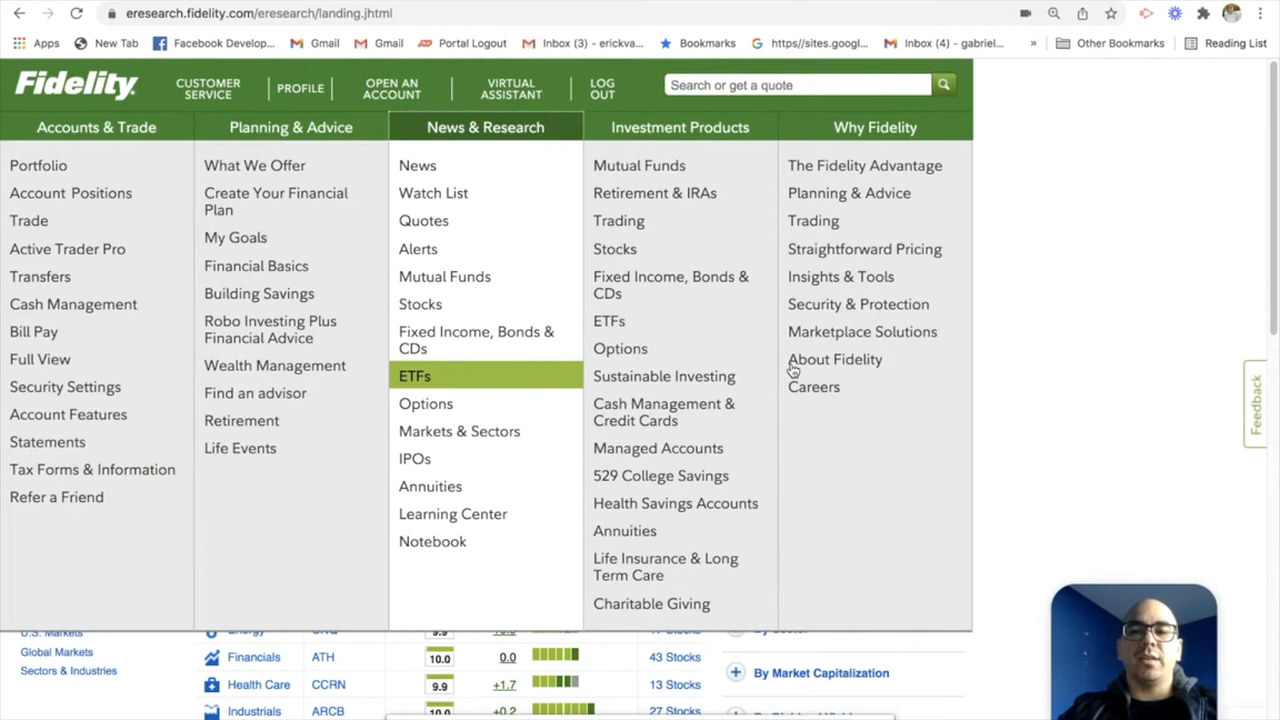 eresearch.fidelity.com/eresearch/landing.jhtml
Apps
New Tab
Facebook Develop...
Gmail
Gmail
Portal Logout
Inbox (3) - erickva...
Bookmarks
https//sites.googl...
Inbox (4) - gabriel...
»
Other Bookmarks
Reading List
Fidelity
CUSTOMER
SERVICE
PROFILE
OPEN AN
ACCOUNT
VIRTUAL
ASSISTANT
LOG
OUT
Search or get a quote
Accounts & Trade
Planning & Advice
News & Research
Investment Products
Why Fidelity
Portfolio
Account Positions
Trade
Active Trader Pro
Transfers
Cash Management
Bill Pay
Full View
Security Settings
Account Features
Statements
Tax Forms & Information
Refer a Friend
What We Offer
Create Your Financial
Plan
My Goals
Financial Basics
Building Savings
Robo Investing Plus
Financial Advice
Wealth Management
Find an advisor
Retirement
Life Events
News
Watch List
Quotes
Alerts
Mutual Funds
Stocks
Fixed Income, Bonds &
CDs
ETFs
Options
Markets & Sectors
IPOs
Annuities
Learning Center
Notebook
Mutual Funds
Retirement & IRAs
Trading
Stocks
Fixed Income, Bonds &
CDs
ETFs
Options
Sustainable Investing
Cash Management &
Credit Cards
Managed Accounts
529 College Savings
Health Savings Accounts
Annuities
Life Insurance & Long
Term Care
Charitable Giving
The Fidelity Advantage
Planning & Advice
Trading
Straightforward Pricing
Insights & Tools
Security & Protection
Marketplace Solutions
About Fidelity
Careers
Feedback
U.S. Markets
Global Markets
Sectors & Industries
Energy
9.9
Financials ATH 10.0 0.0 43 Stocks
Health Care CCRN 9.9 +1.7 13 Stocks
Industrials ARCB 10.0 +0.2 27 Stocks
By Market Capitalization